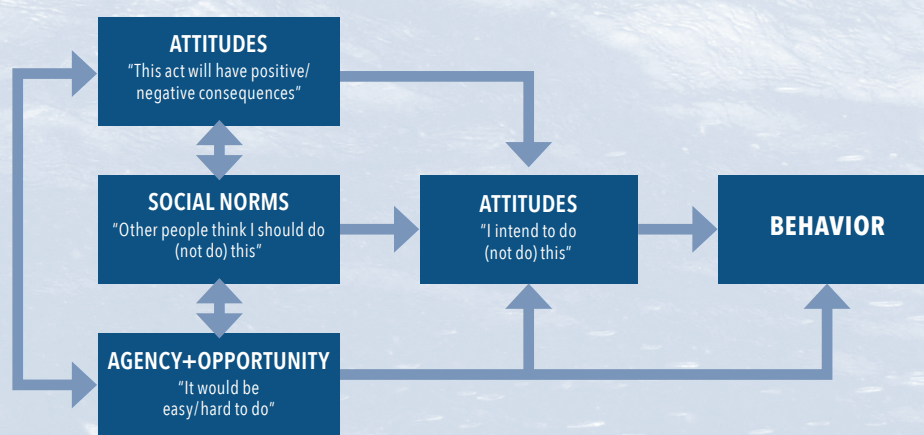 ATTITUDES
“This act will have positive/
negative consequences”
SOCIAL NORMS
“Other people think I should do
(not do) this”
AGENCY+OPPORTUNITY
“It would be
easy/hard to do”
ATTITUDES
“I intend to do
(not do) this”
BEHAVIOR